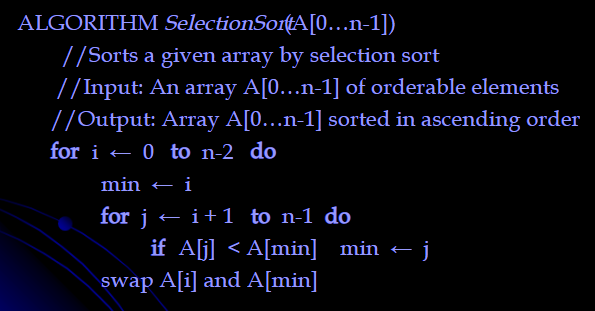 ALGORITHM SelectionSort(A[0…n-1])
//Sorts a given array by selection sort
//Input: An array A[0…n-1] of orderable elements
//Output: Array A[0…n-1] sorted in ascending order
for i ← 0 to n-2 do
min ← i
for j ← i+1 to n-1 do
if A[j] < A[min] min ← j
swap A[i] and A[min]